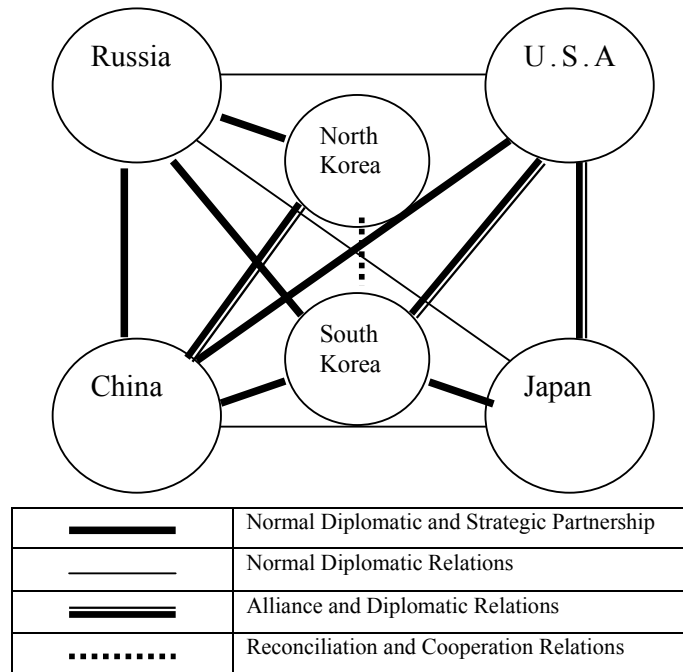 Russia
U.S.A
North
Korea
South
Korea
China
Japan
Normal Diplomatic and Strategic Partnership
Normal Diplomatic Relations
Alliance and Diplomatic Relations
Reconciliation and Cooperation Relations